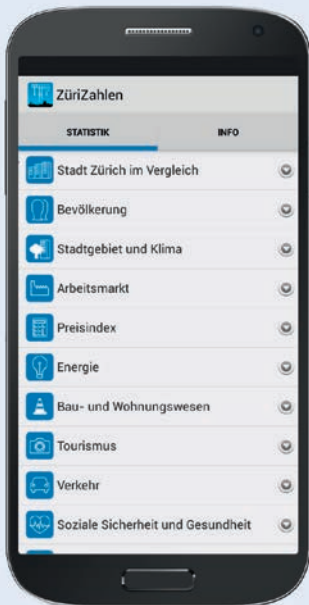 ZüriZahlen
STATISTIK INFO
Stadt Zürich im Vergleich
Bevölkerung
Stadtgebiet und Klima
Arbeitsmarkt
Preisindex
Energie
Bau- und Wohnungswesen
Tourismus
Verkehr
Soziale Sicherheit und Gesundheit